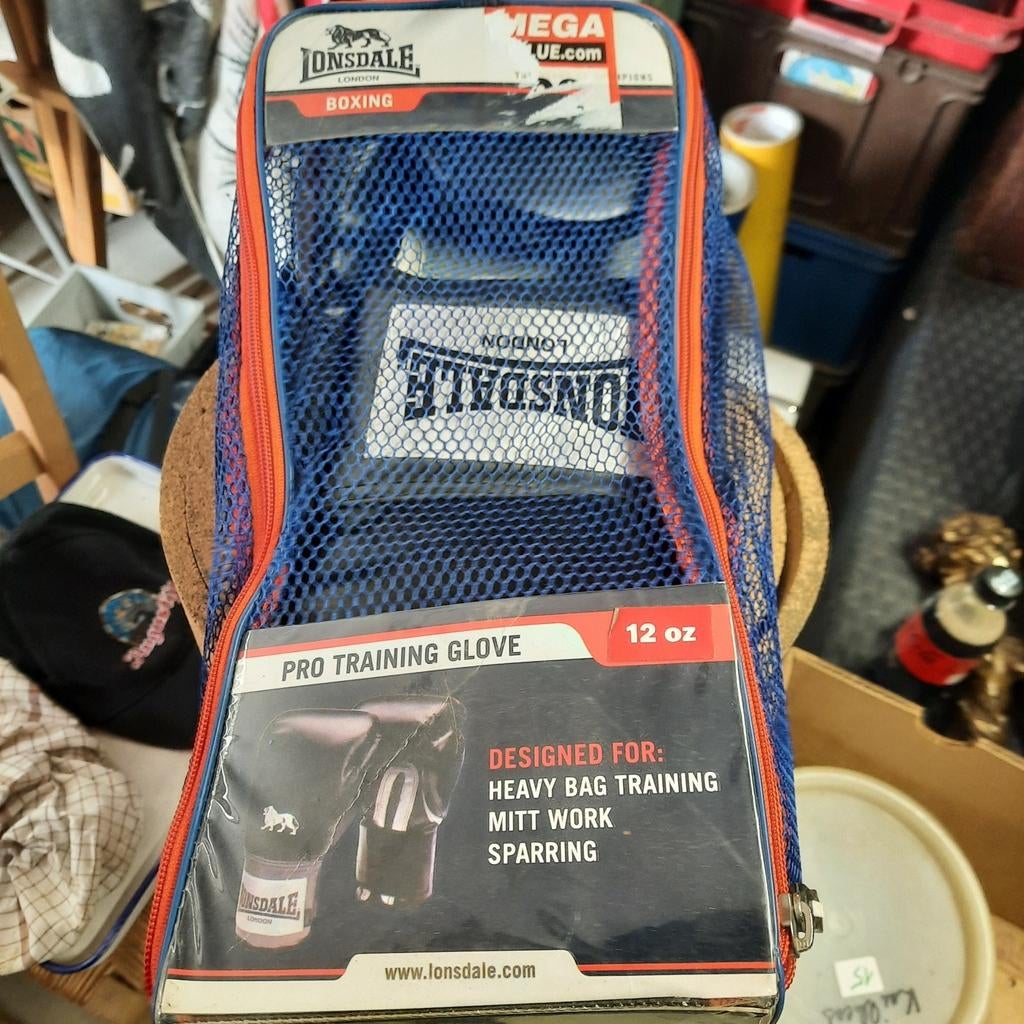 LONSDALE
LONDON
BOXING
MEGA
LUE.com
LONDON
LONSDALE
PRO TRAINING GLOVE
12 oz
DESIGNED FOR:
HEAVY BAG TRAINING
MITT WORK
SPARRING
LONSDALE
LONDON
www.lonsdale.com
15